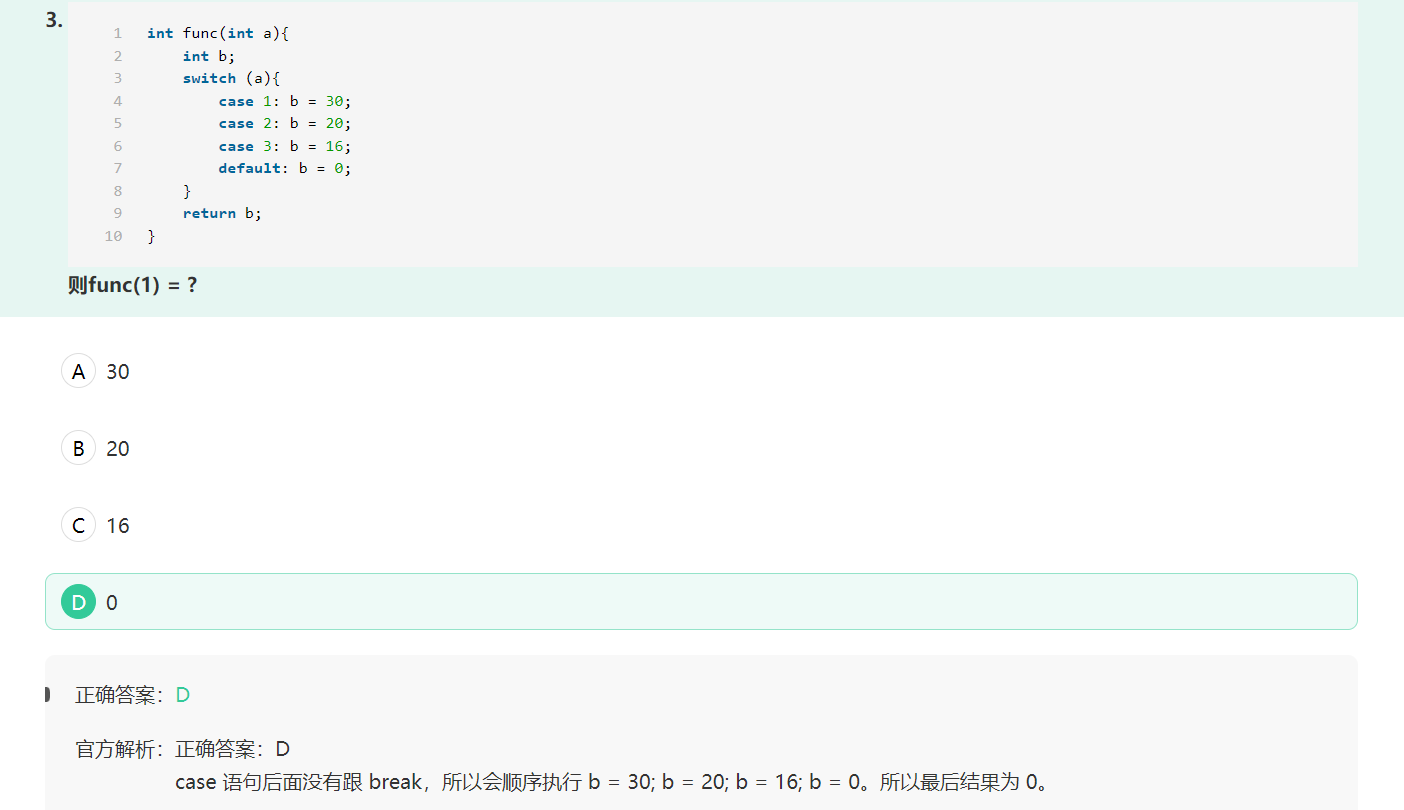 3.
1 int func(int a){
2 int b;
3 switch (a){
4 case 1: b = 30;
5 case 2: b = 20;
6 case 3: b = 16;
7 default: b = 0;
8 }
9 return b;
10 }
则func(1) = ?
A 30
B 20
C 16
D 0
正确答案：D
官方解析：正确答案：D
case 语句后面没有跟 break，所以会顺序执行 b = 30; b = 20; b = 16; b = 0。所以最后结果为 0。